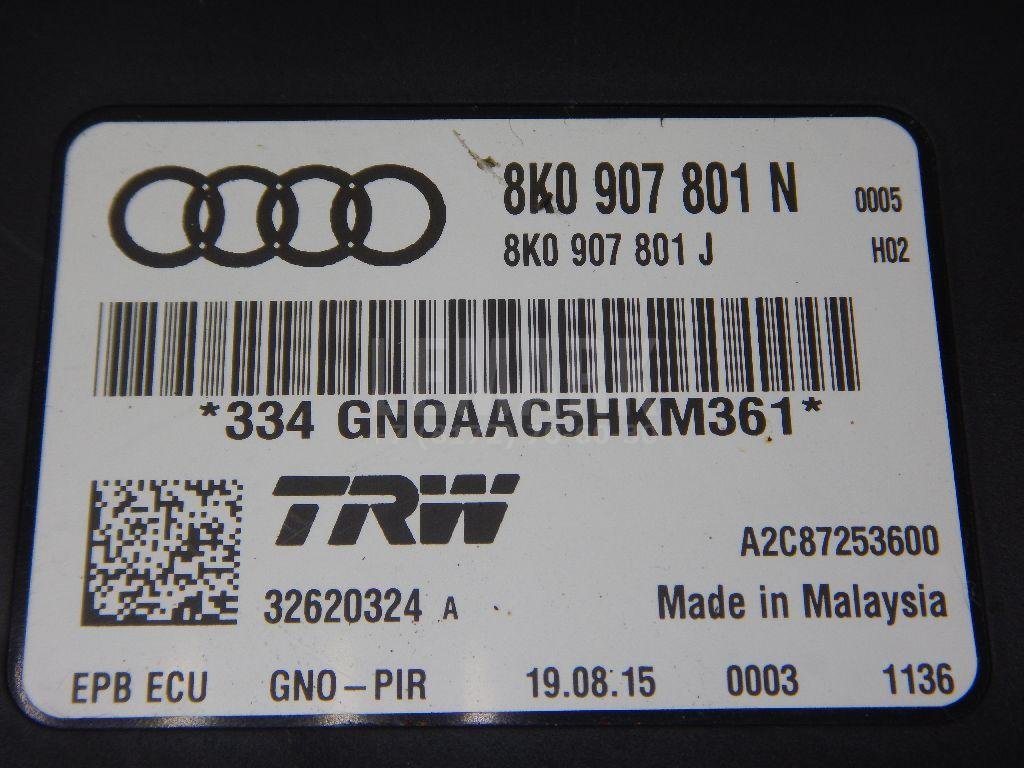 8K0 907 801 N 0005
8K0 907 801 J H02
*334 GNOAAC5HKM361*
TRW
A2C87253600
32620324 A Made in Malaysia
EPB ECU GNO-PIR 19.08.15 0003 1136